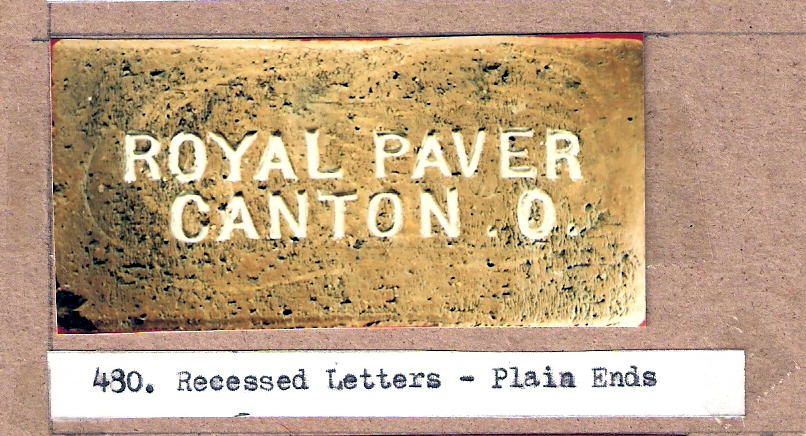 ROYAL PAVER
CANTON . O.
480. Recessed Letters - Plain Ends